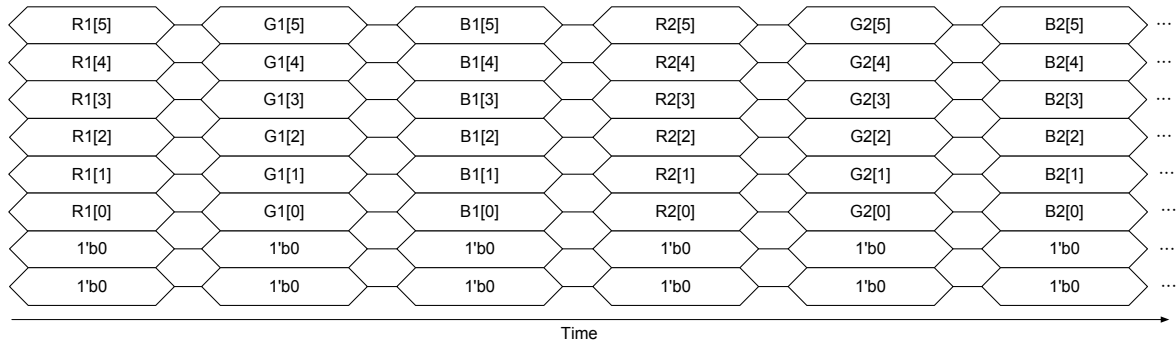 R1[5] G1[5] B1[5] R2[5] G2[5] B2[5] ...
R1[4] G1[4] B1[4] R2[4] G2[4] B2[4] ...
R1[3] G1[3] B1[3] R2[3] G2[3] B2[3] ...
R1[2] G1[2] B1[2] R2[2] G2[2] B2[2] ...
R1[1] G1[1] B1[1] R2[1] G2[1] B2[1] ...
R1[0] G1[0] B1[0] R2[0] G2[0] B2[0] ...
1'b0 1'b0 1'b0 1'b0 1'b0 1'b0 ...
1'b0 1'b0 1'b0 1'b0 1'b0 1'b0 ...
Time